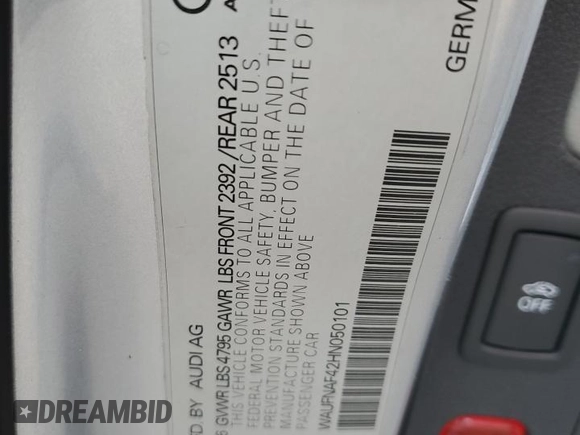 D. BY AUDI AG
GERM
GVWR LBS 4795 GAWR LBS FRONT 2392 / REAR 2513
THIS VEHICLE CONFORMS TO ALL APPLICABLE U.S.
FEDERAL MOTOR VEHICLE SAFETY, BUMPER AND THEFT
PREVENTION STANDARDS IN EFFECT ON THE DATE OF
MANUFACTURE SHOWN ABOVE
PASSENGER CAR
WAUFNAF42HN050101
OFF
DREAMBID